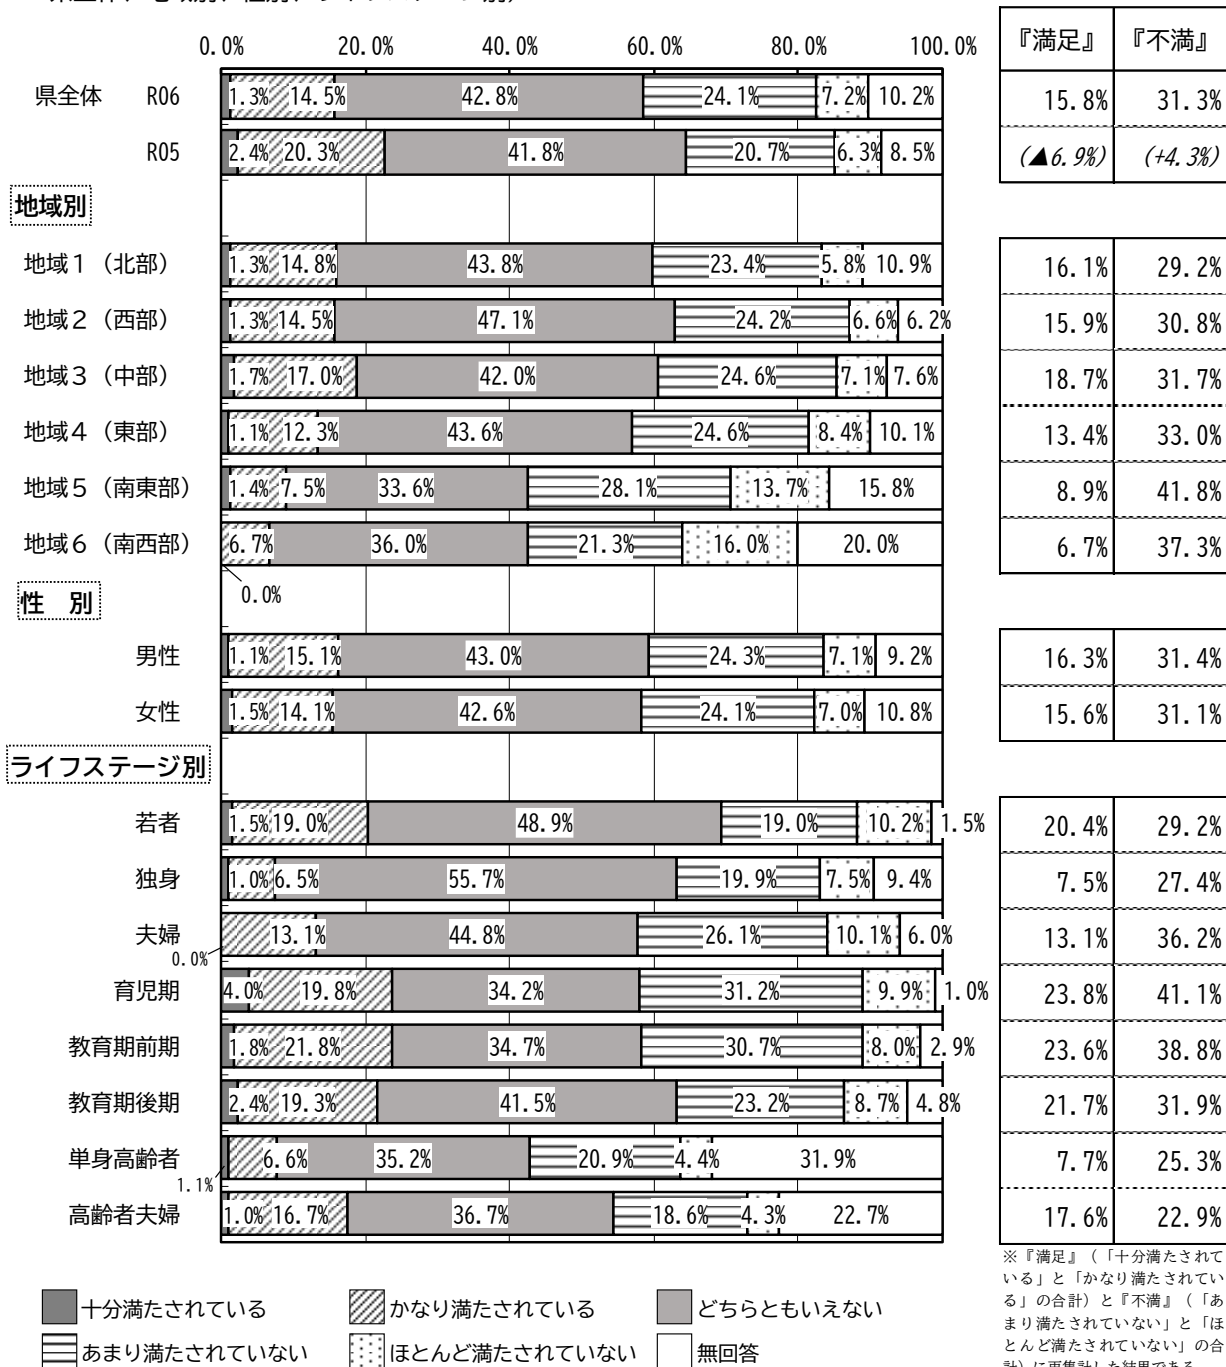 0.0% 20.0% 40.0% 60.0% 80.0% 100.0% 『満足』 『不満』
県全体 R06 1.3% 14.5% 42.8% 24.1% 7.2% 10.2% 15.8% 31.3%
R05 2.4% 20.3% 41.8% 20.7% 6.3% 8.5% (▲6.9%) (+4.3%)
地域別
地域1（北部） 1.3% 14.8% 43.8% 23.4% 5.8% 10.9% 16.1% 29.2%
地域2（西部） 1.3% 14.5% 47.1% 24.2% 6.6% 6.2% 15.9% 30.8%
地域3（中部） 1.7% 17.0% 42.0% 24.6% 7.1% 7.6% 18.7% 31.7%
地域4（東部） 1.1% 12.3% 43.6% 24.6% 8.4% 10.1% 13.4% 33.0%
地域5（南東部） 1.4% 7.5% 33.6% 28.1% 13.7% 15.8% 8.9% 41.8%
地域6（南西部） 6.7% 36.0% 21.3% 16.0% 20.0% 6.7% 37.3%
0.0%
性 別
男性 1.1% 15.1% 43.0% 24.3% 7.1% 9.2% 16.3% 31.4%
女性 1.5% 14.1% 42.6% 24.1% 7.0% 10.8% 15.6% 31.1%
ライフステージ別
若者 1.5% 19.0% 48.9% 19.0% 10.2% 1.5% 20.4% 29.2%
独身 1.0% 6.5% 55.7% 19.9% 7.5% 9.4% 7.5% 27.4%
夫婦 13.1% 44.8% 26.1% 10.1% 6.0% 13.1% 36.2%
0.0%
育児期 4.0% 19.8% 34.2% 31.2% 9.9% 1.0% 23.8% 41.1%
教育期前期 1.8% 21.8% 34.7% 30.7% 8.0% 2.9% 23.6% 38.8%
教育期後期 2.4% 19.3% 41.5% 23.2% 8.7% 4.8% 21.7% 31.9%
単身高齢者 6.6% 35.2% 20.9% 4.4% 31.9% 7.7% 25.3%
1.1%
高齢者夫婦 1.0% 16.7% 36.7% 18.6% 4.3% 22.7% 17.6% 22.9%
※『満足』（「十分満たされて
いる」と「かなり満たされてい
る」の合計）と『不満』（「あ
まり満たされていない」と「ほ
とんど満たされていない」の合
計）に再集計した結果である
十分満たされている かなり満たされている どちらともいえない
あまり満たされていない ほとんど満たされていない 無回答